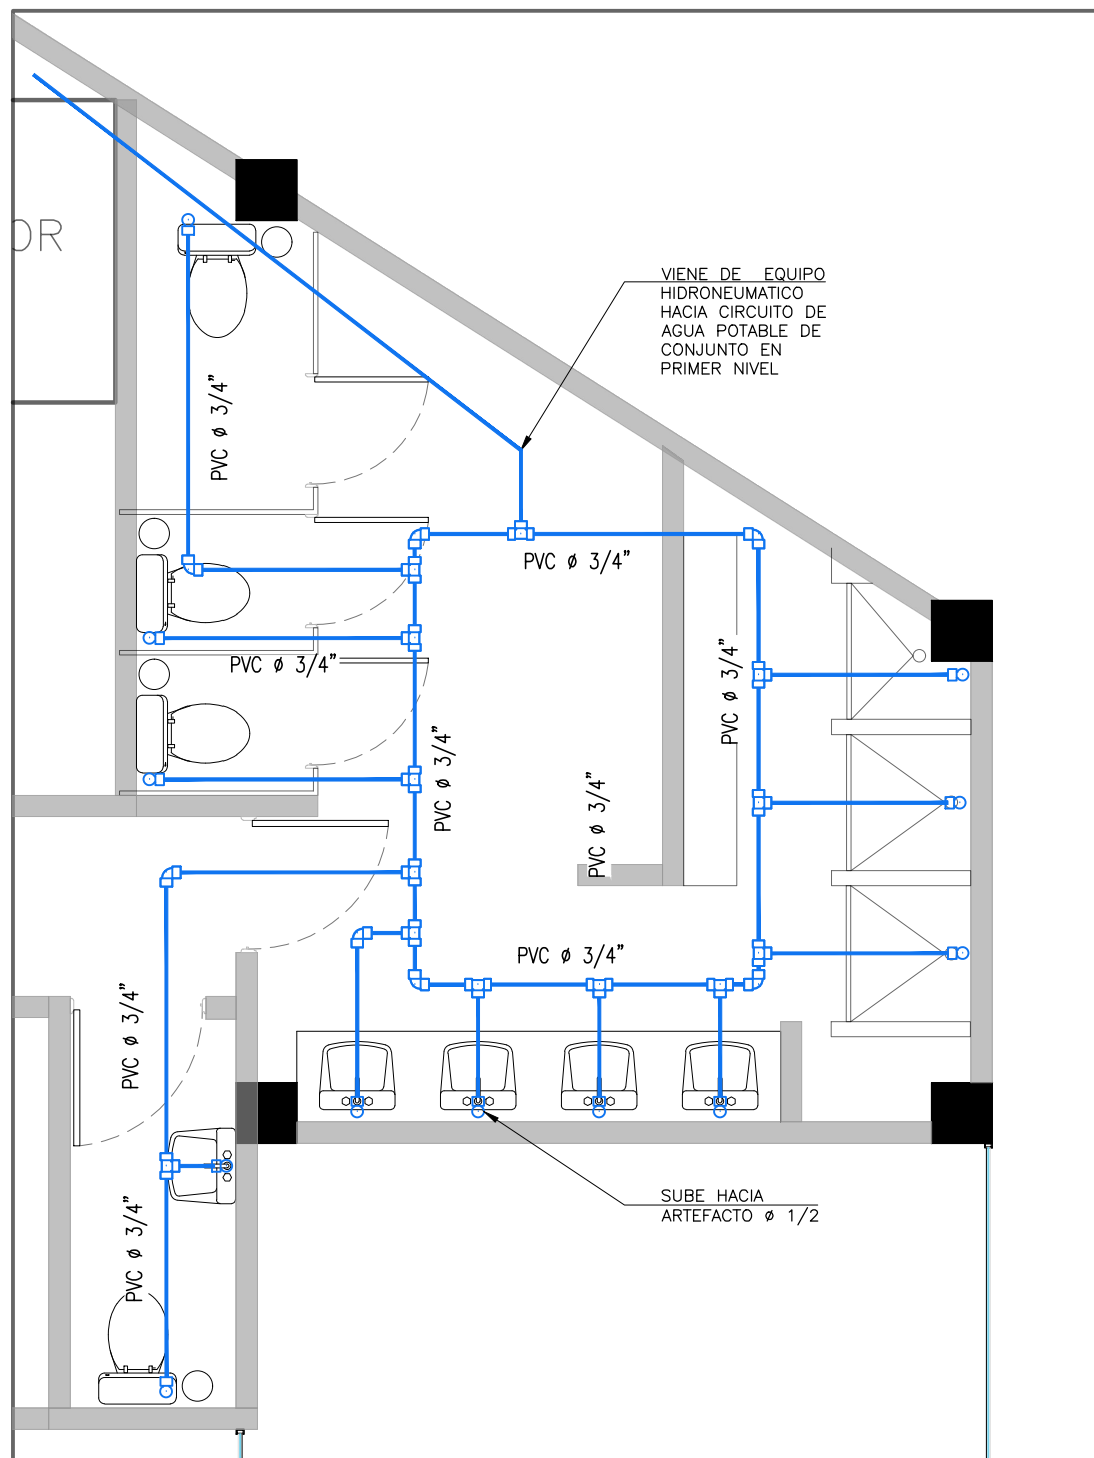 OR
VIENE DE EQUIPO
HIDRONEUMATICO
HACIA CIRCUITO DE
AGUA POTABLE DE
CONJUNTO EN
PRIMER NIVEL
PVC ø 3/4"
PVC ø 3/4"
PVC ø 3/4"
PVC ø 3/4"
PVC ø 3/4"
PVC ø 3/4"
PVC ø 3/4"
PVC ø 3/4"
PVC ø 3/4"
SUBE HACIA
ARTEFACTO ø 1/2